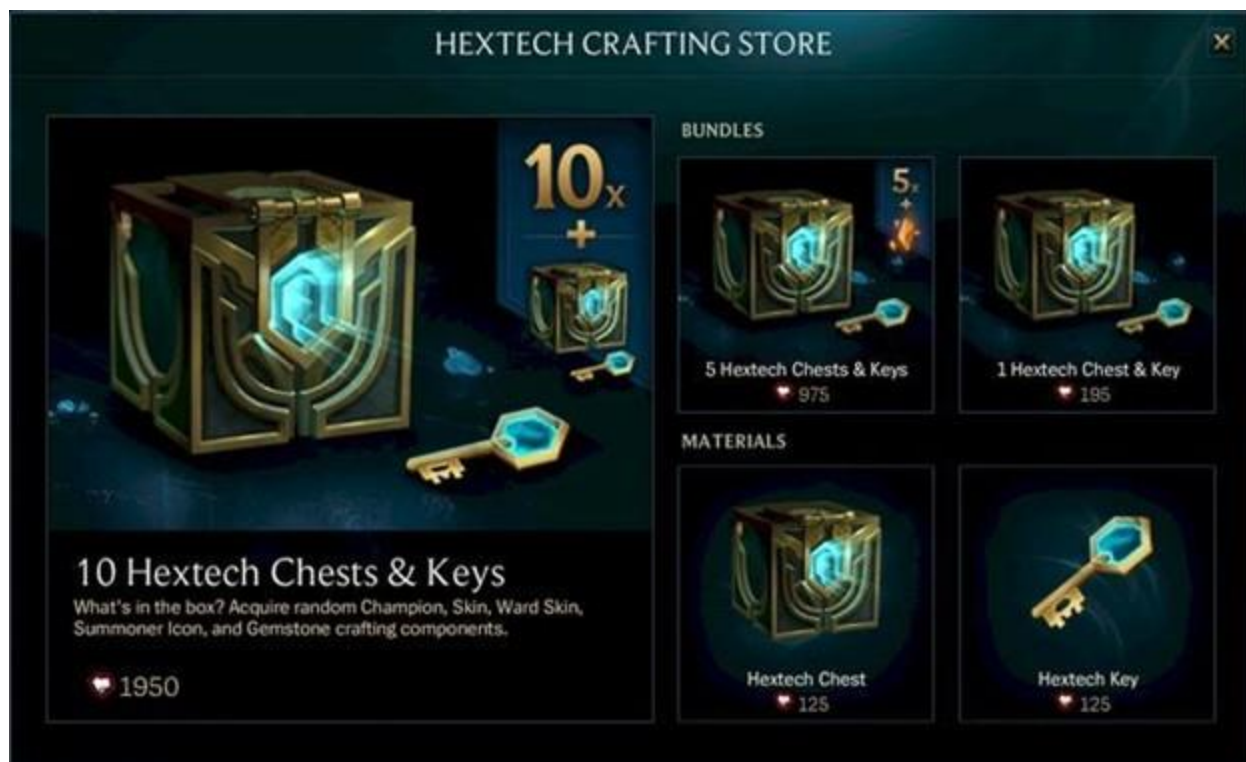 HEXTECH CRAFTING STORE
10x
+
10 Hextech Chests & Keys
What's in the box? Acquire random Champion, Skin, Ward Skin,
Summoner Icon, and Gemstone crafting components.
1950
BUNDLES
5x
+
5 Hextech Chests & Keys
975
1 Hextech Chest & Key
195
MATERIALS
Hextech Chest
125
Hextech Key
125